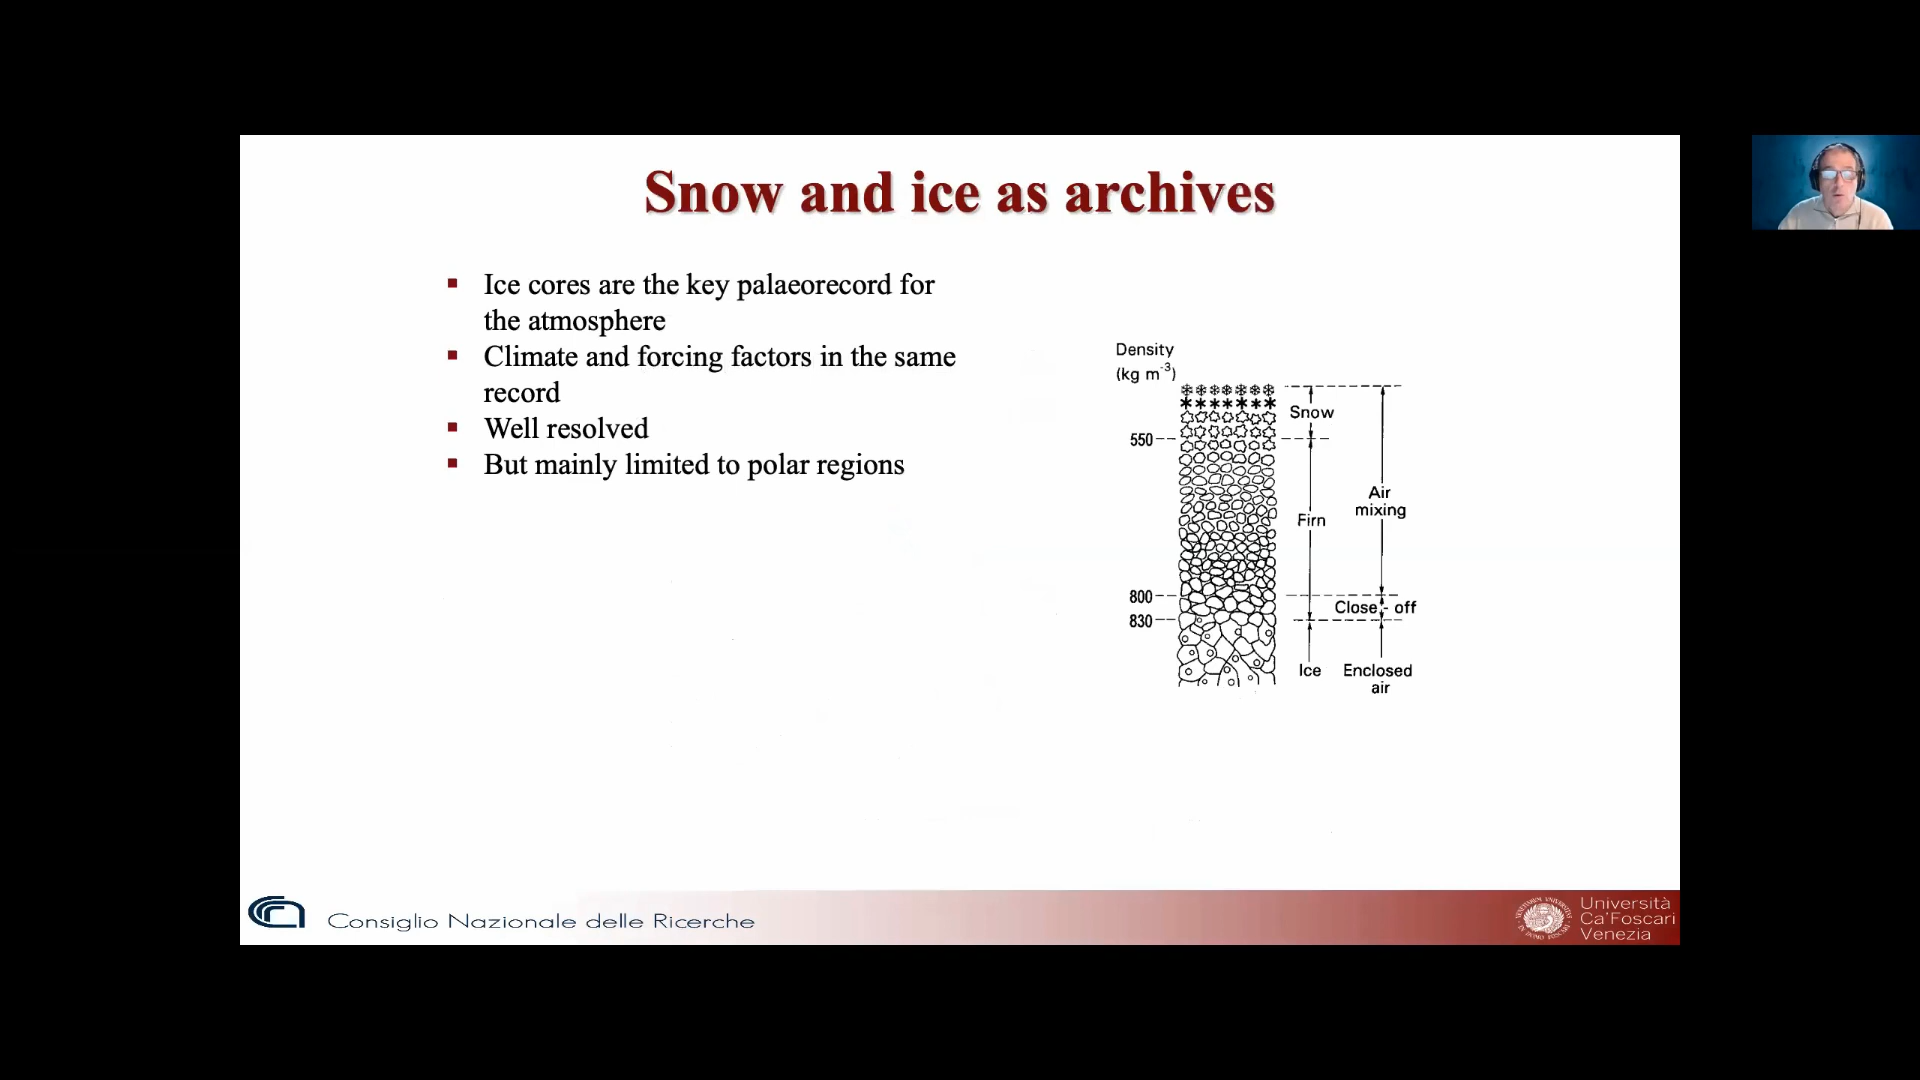 Snow and ice as archives
▪ Ice cores are the key palaeorecord for
the atmosphere
▪ Climate and forcing factors in the same
record
▪ Well resolved
▪ But mainly limited to polar regions
Density
(kg m⁻³)
Snow
550
Air
mixing
Firn
800
Close - off
830
Ice
Enclosed
air
Consiglio Nazionale delle Ricerche
Università
Ca'Foscari
Venezia